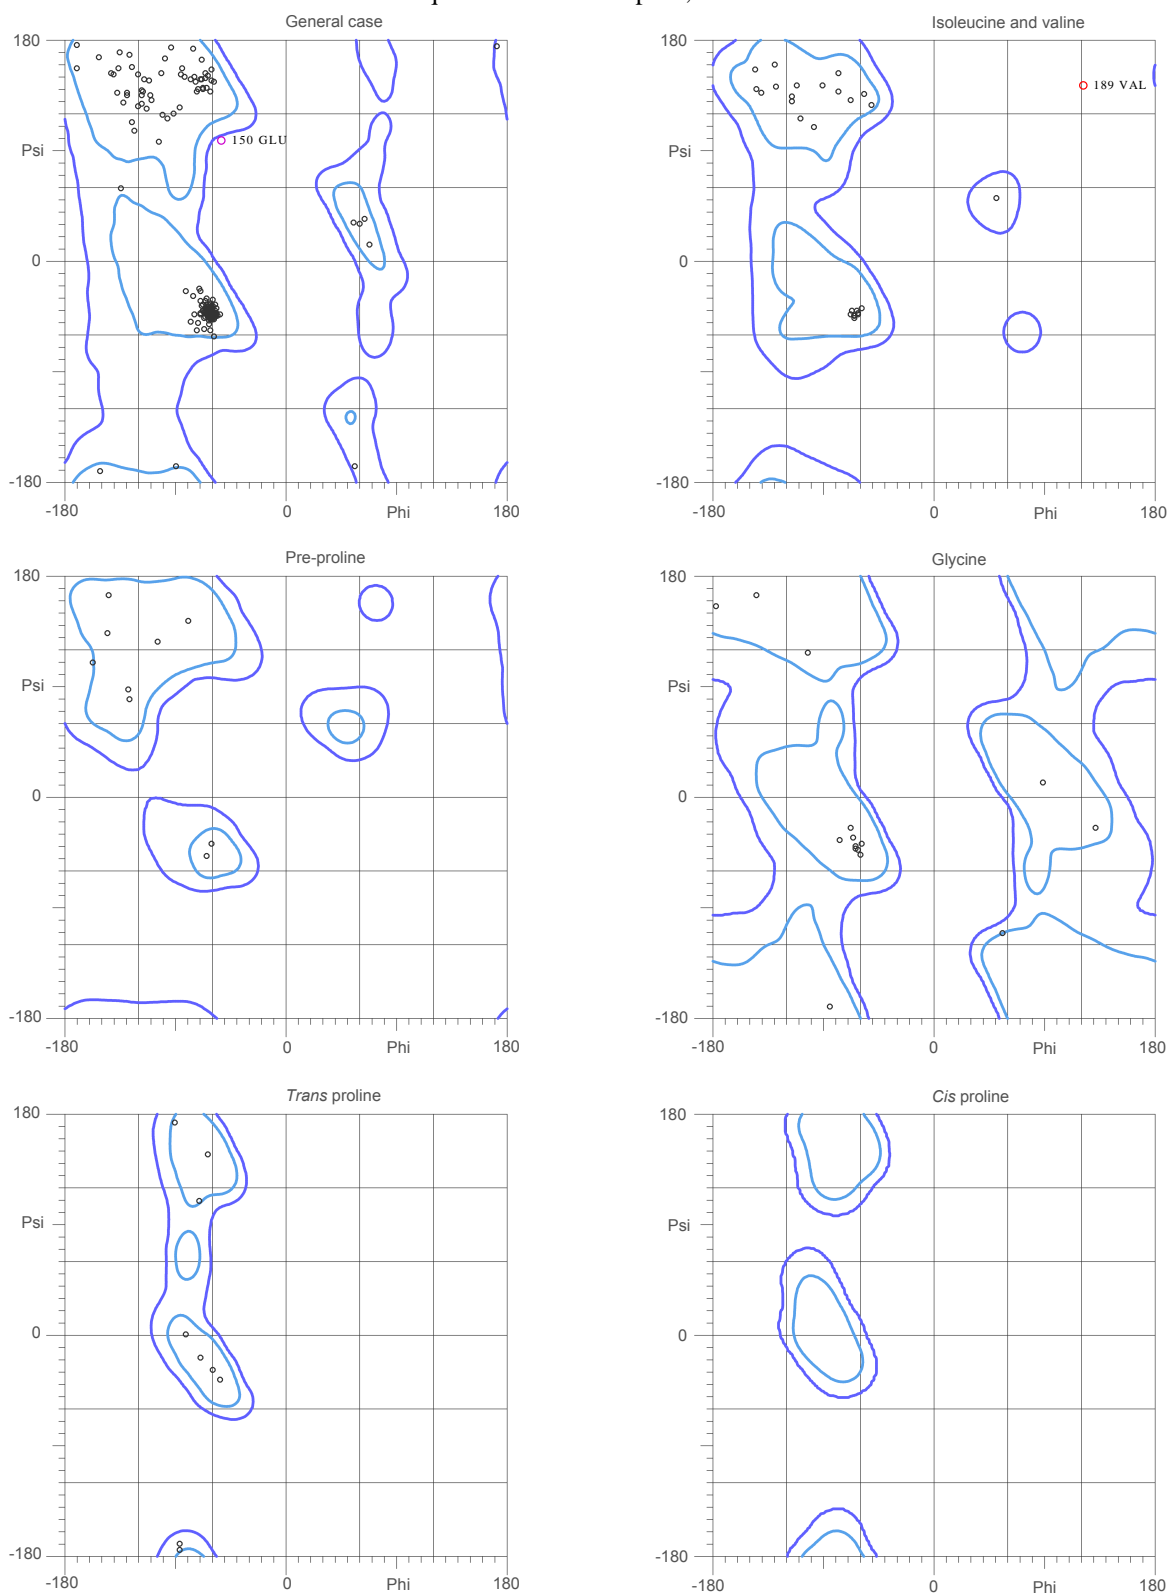 General case
180
Psi
0
-180
-180
0
Phi
180
150 GLU
Isoleucine and valine
180
Psi
0
-180
-180
0
Phi
180
189 VAL
Pre-proline
180
Psi
0
-180
-180
0
Phi
180
Glycine
180
Psi
0
-180
-180
0
Phi
180
Trans proline
180
Psi
0
-180
-180
0
Phi
180
Cis proline
180
Psi
0
-180
-180
0
Phi
180